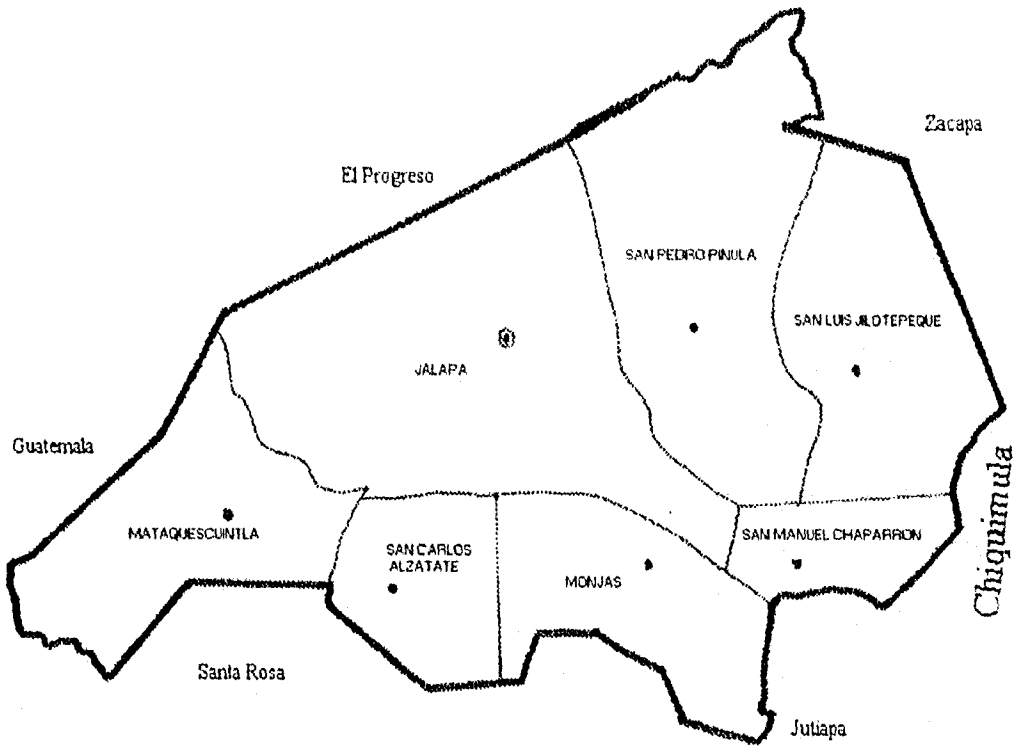 Zacapa
El Progreso
SAN PEDRO PINULA
SAN LUIS JILOTEPEQUE
JALAPA
Guatemala
Chiquimula
MATAQUESCUINTLA
SAN CARLOS
ALZATATE
MONJAS
SAN MANUEL CHAPARRON
Santa Rosa
Jutiapa